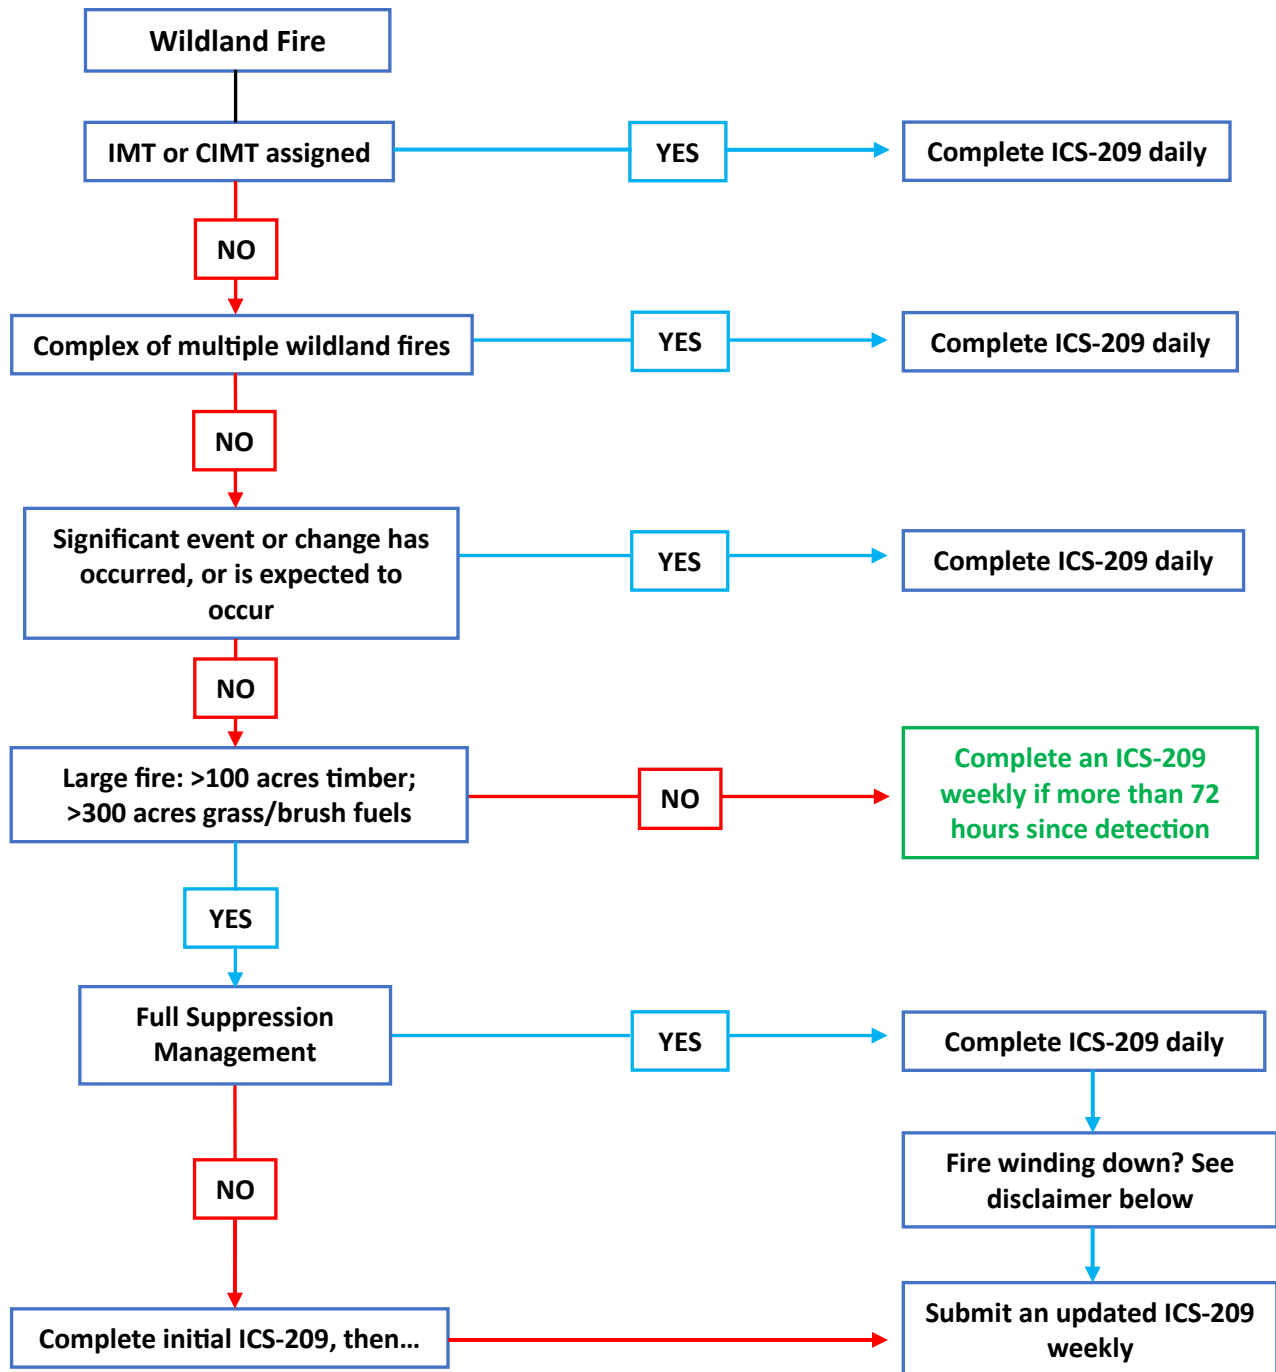 Wildland Fire
IMT or CIMT assigned
YES
Complete ICS-209 daily
NO
Complex of multiple wildland fires
YES
Complete ICS-209 daily
NO
Significant event or change has
occurred, or is expected to
occur
YES
Complete ICS-209 daily
NO
Large fire: >100 acres timber;
>300 acres grass/brush fuels
NO
Complete an ICS-209
weekly if more than 72
hours since detection
YES
Full Suppression
Management
YES
Complete ICS-209 daily
Fire winding down? See
disclaimer below
NO
Complete initial ICS-209, then…
Submit an updated ICS-209
weekly